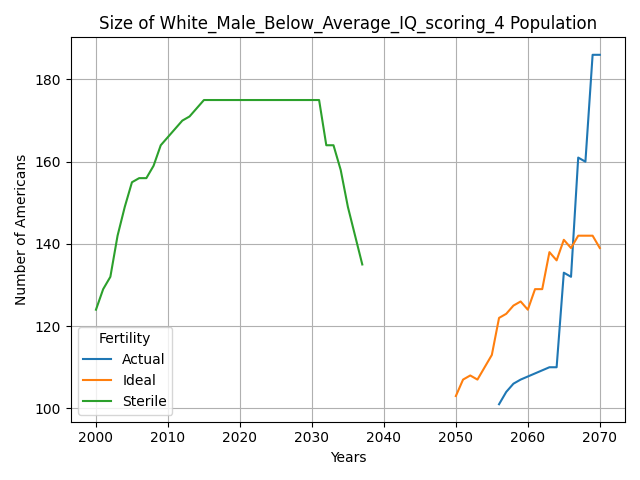 Size of White_Male_Below_Average_IQ_scoring_4 Population
Number of Americans
180
160
140
120
100
Fertility
Actual
Ideal
Sterile
2000 2010 2020 2030 2040 2050 2060 2070
Years